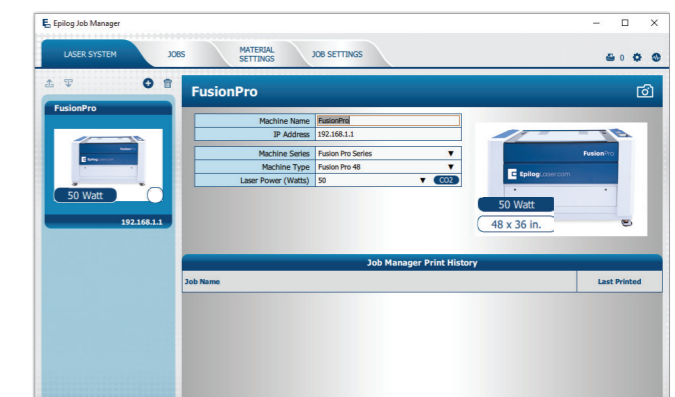 Epilog Job Manager
LASER SYSTEM
JOBS
MATERIAL
SETTINGS
JOB SETTINGS
0
FusionPro
50 Watt
192.168.1.1
FusionPro
Machine Name FusionPro
IP Address 192.168.1.1
Machine Series Fusion Pro Series
Machine Type Fusion Pro 48
Laser Power (Watts) 50 CO2
FusionPro
Epilog Laser.com
50 Watt
48 x 36 in.
Job Manager Print History
Job Name Last Printed